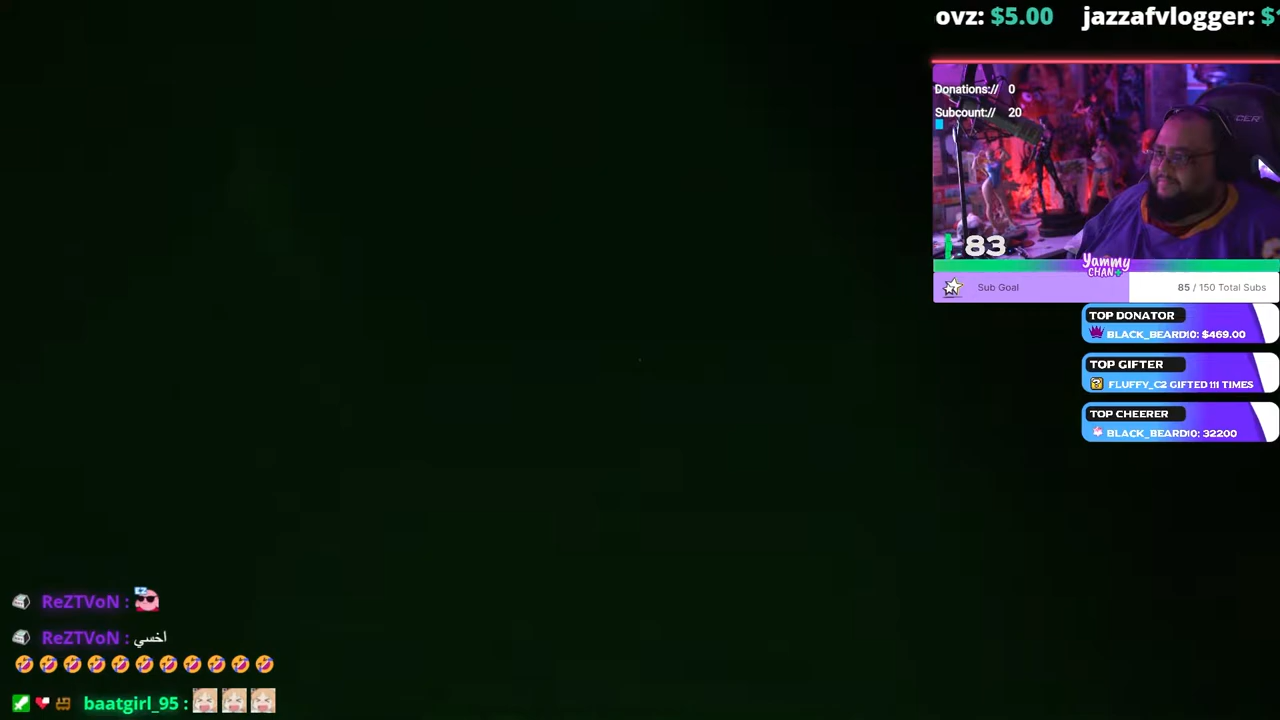 ovz: $5.00 jazzafvlogger:
Donations:// 0
Subcount:// 20
83
Yammy
CHAN+
Sub Goal 85 / 150 Total Subs
TOP DONATOR
BLACK_BEARD10: $469.00
TOP GIFTER
FLUFFY_C2 GIFTED 111 TIMES
TOP CHEERER
BLACK_BEARD10: 32200
ReZTVoN :
ReZTVoN : اخسي
baatgirl_95 :